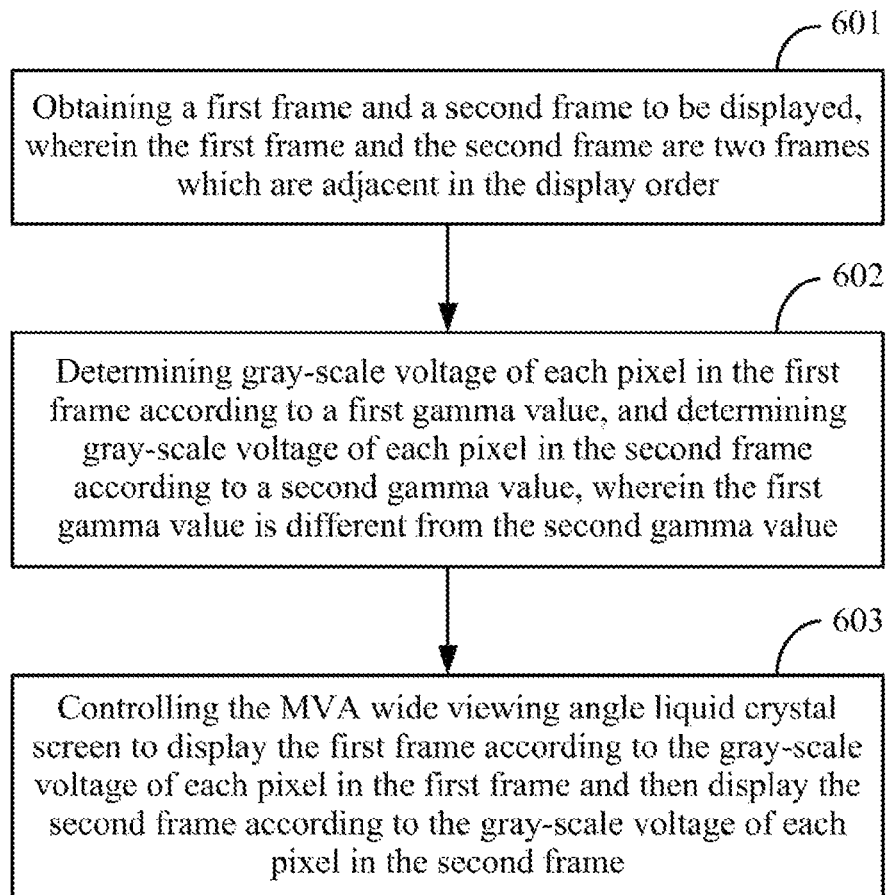 601
Obtaining a first frame and a second frame to be displayed,
wherein the first frame and the second frame are two frames
which are adjacent in the display order
602
Determining gray-scale voltage of each pixel in the first
frame according to a first gamma value, and determining
gray-scale voltage of each pixel in the second frame
according to a second gamma value, wherein the first
gamma value is different from the second gamma value
603
Controlling the MVA wide viewing angle liquid crystal
screen to display the first frame according to the gray-scale
voltage of each pixel in the first frame and then display the
second frame according to the gray-scale voltage of each
pixel in the second frame